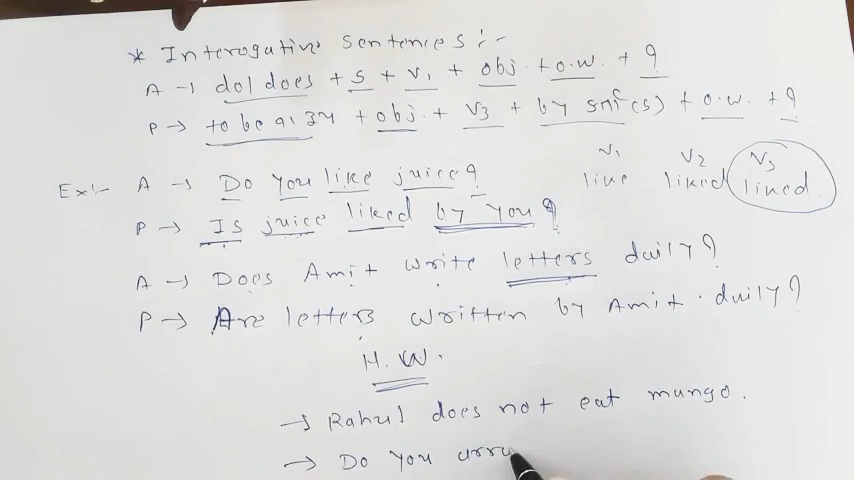 * Interogative sentences:-
A → do/does + s + v₁ + obj. + o.w. + ?
P → to be + obj. + v3 + by (s) + o.w. + ?
v₁ v₂ v₃
like liked liked
Ex:- A → Do you like juice?
P → Is juice liked by you?
A → Does Amit write letters daily?
P → Are letters written by Amit daily?
H.W.
→ Rahul does not eat mango.
→ Do you